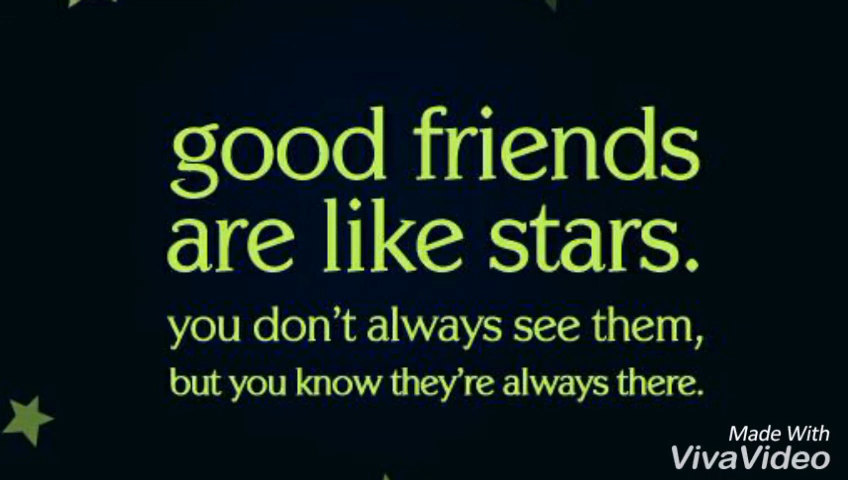 good friends
are like stars.
you don't always see them,
but you know they're always there.
Made With
VivaVideo